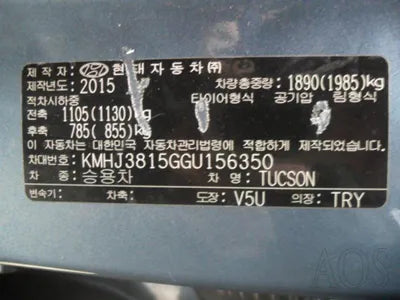 제작자: 현대자동차(주)
제작년도: 2015 차량총중량: 1890(1985)kg
적차시하중 타이어형식 공기압 림형식
전축 1105(1130)kg
후축 785( 855)kg
이 자동차는 대한민국 자동차관리법령에 적합하게 제작
차대번호: KMHJ3815GGU156350
차종: 승용차 차명: TUCSON
변속기: 차축: 도장: V5U 의장: TRY
AOS